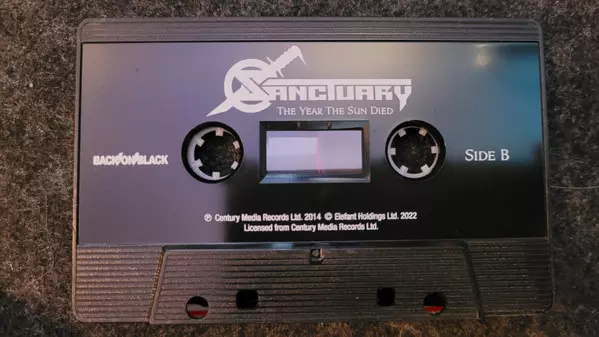 SANCTUARY
THE YEAR THE SUN DIED
BACK/ON/BLACK
SIDE B
℗ Century Media Records Ltd. 2014 © Elefant Holdings Ltd. 2022
Licensed from Century Media Records Ltd.